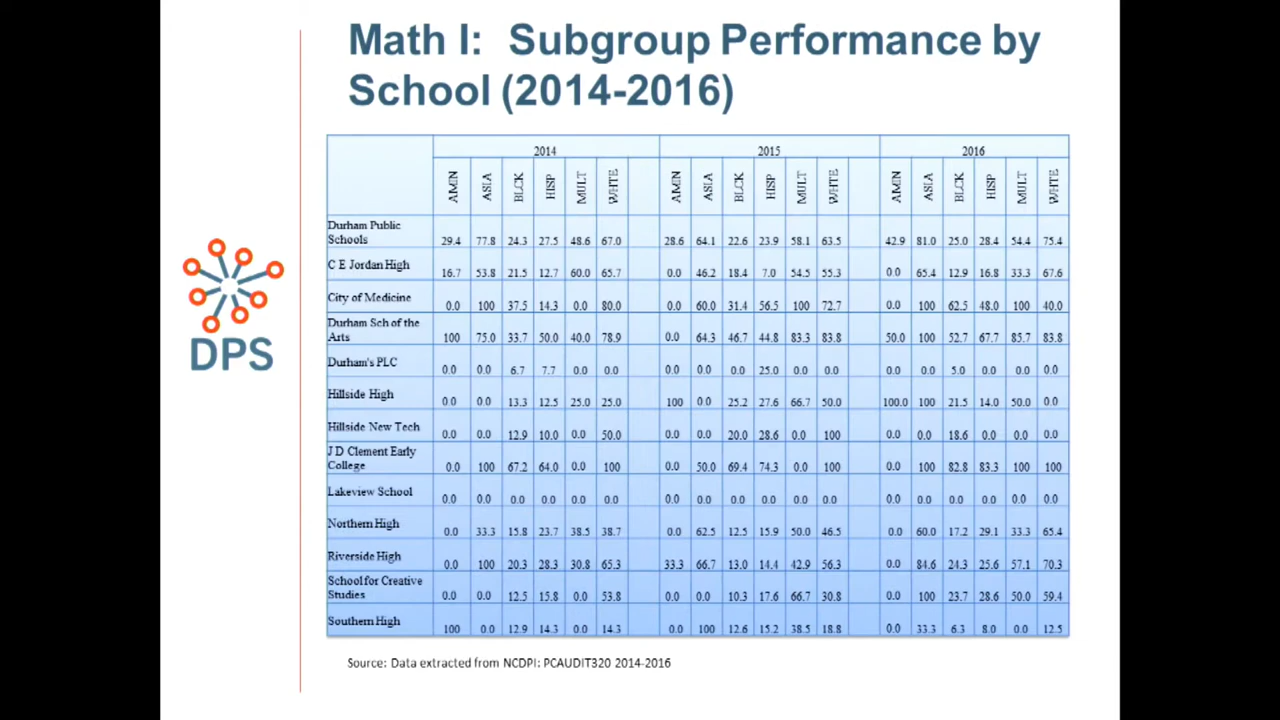 Math I: Subgroup Performance by
School (2014-2016)
2014 2015 2016
AMIN ASIA BLCK HISP MULT WHTE AMIN ASIA BLCK HISP MULT WHTE AMIN ASIA BLCK HISP MULT WHTE
Durham Public
Schools 29.4 77.8 24.3 27.5 48.6 67.0 28.6 64.1 22.6 23.9 58.1 63.5 42.9 81.0 25.0 28.4 54.4 75.4
C E Jordan High 16.7 53.8 21.5 12.7 60.0 65.7 0.0 46.2 18.4 7.0 54.5 55.3 0.0 65.4 12.9 16.8 33.3 67.6
City of Medicine 0.0 100 37.5 14.3 0.0 80.0 0.0 60.0 31.4 56.5 100 72.7 0.0 100 62.5 48.0 100 40.0
Durham Sch of the
Arts 100 75.0 33.7 50.0 40.0 78.9 0.0 64.3 46.7 44.8 83.3 83.8 50.0 100 52.7 67.7 85.7 83.8
Durham's PLC 0.0 0.0 6.7 7.7 0.0 0.0 0.0 0.0 0.0 25.0 0.0 0.0 0.0 0.0 5.0 0.0 0.0 0.0
Hillside High 0.0 0.0 13.3 12.5 25.0 25.0 100 0.0 25.2 27.6 66.7 50.0 100.0 100 21.5 14.0 50.0 0.0
Hillside New Tech 0.0 0.0 12.9 10.0 0.0 50.0 0.0 0.0 20.0 28.6 0.0 100 0.0 0.0 18.6 0.0 0.0 0.0
J D Clement Early
College 0.0 100 67.2 64.0 0.0 100 0.0 50.0 69.4 74.3 0.0 100 0.0 100 82.8 83.3 100 100
Lakeview School 0.0 0.0 0.0 0.0 0.0 0.0 0.0 0.0 0.0 0.0 0.0 0.0 0.0 0.0 0.0 0.0 0.0 0.0
Northern High 0.0 33.3 15.8 23.7 38.5 38.7 0.0 62.5 12.5 15.9 50.0 46.5 0.0 60.0 17.2 29.1 33.3 65.4
Riverside High 0.0 100 20.3 28.3 30.8 65.3 33.3 66.7 13.0 14.4 42.9 56.3 0.0 84.6 24.3 25.6 57.1 70.3
School for Creative
Studies 0.0 0.0 12.5 15.8 0.0 53.8 0.0 0.0 10.3 17.6 66.7 30.8 0.0 100 23.7 28.6 50.0 59.4
Southern High 100 0.0 12.9 14.3 0.0 14.3 0.0 100 12.6 15.2 38.5 18.8 0.0 33.3 6.3 8.0 0.0 12.5
DPS
Source: Data extracted from NCDPI: PCAUDIT320 2014-2016